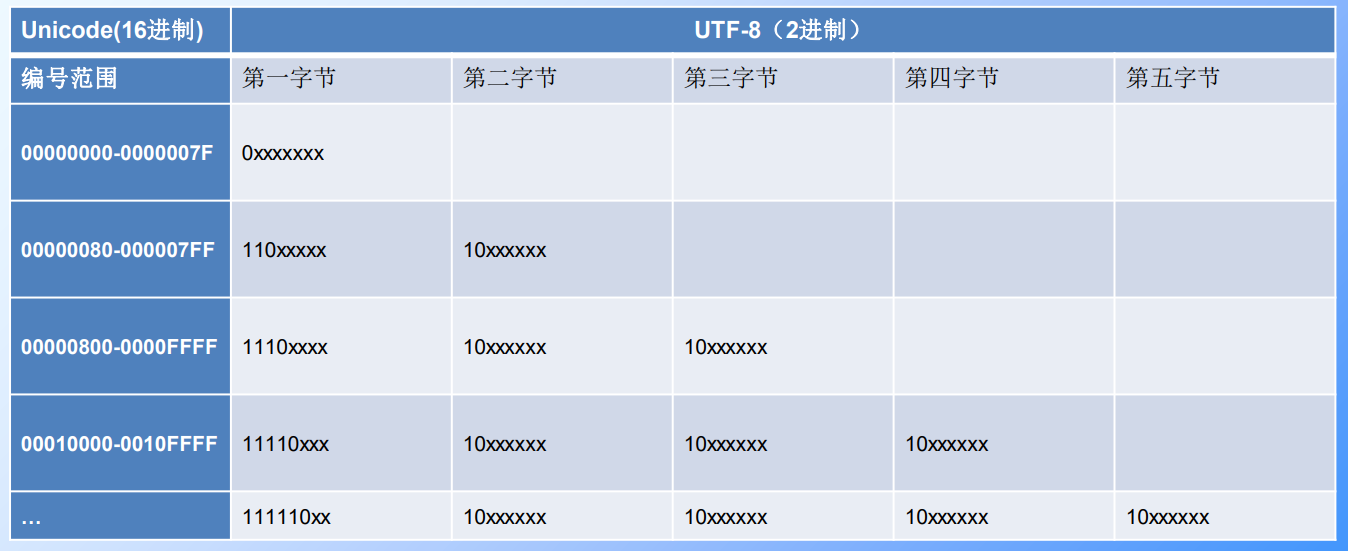 Unicode(16进制) UTF-8（2进制）
编号范围 第一字节 第二字节 第三字节 第四字节 第五字节
00000000-0000007F 0xxxxxxx
00000080-000007FF 110xxxxx 10xxxxxx
00000800-0000FFFF 1110xxxx 10xxxxxx 10xxxxxx
00010000-0010FFFF 11110xxx 10xxxxxx 10xxxxxx 10xxxxxx
… 111110xx 10xxxxxx 10xxxxxx 10xxxxxx 10xxxxxx